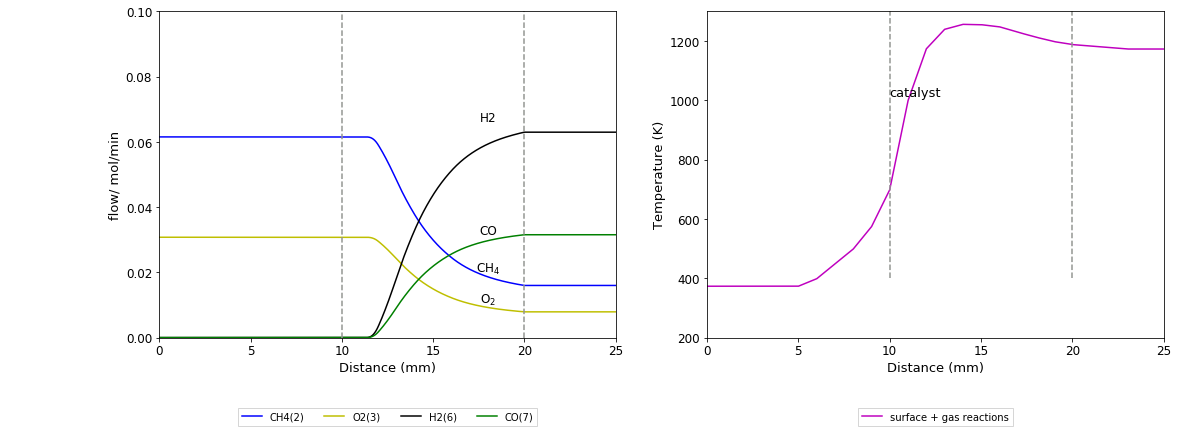 0.10
0.08
0.06
0.04
0.02
0.00
flow/ mol/min
H2
CO
CH₄
O₂
0 5 10 15 20 25
Distance (mm)
CH4(2) O2(3) H2(6) CO(7)
1200
1000
800
600
400
200
Temperature (K)
catalyst
0 5 10 15 20 25
Distance (mm)
surface + gas reactions